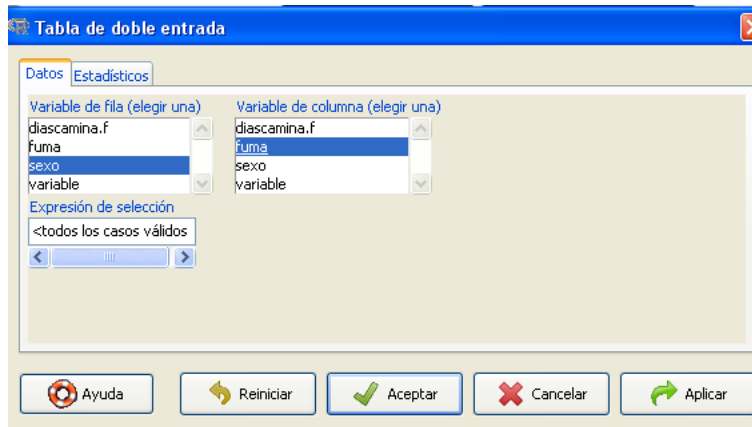 Tabla de doble entrada
Datos Estadísticos
Variable de fila (elegir una) Variable de columna (elegir una)
diascamina.f diascamina.f
fuma fuma
sexo sexo
variable variable
Expresión de selección
<todos los casos válidos
Ayuda Reiniciar Aceptar Cancelar Aplicar